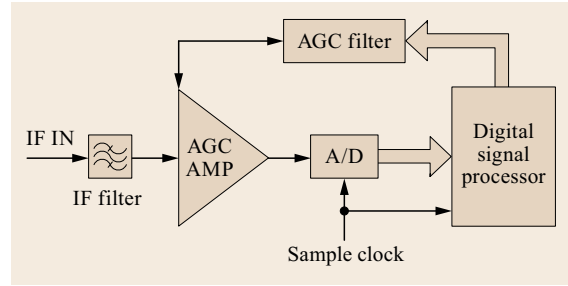 AGC filter
IF IN
IF filter
AGC
AMP
A/D
Digital
signal
processor
Sample clock